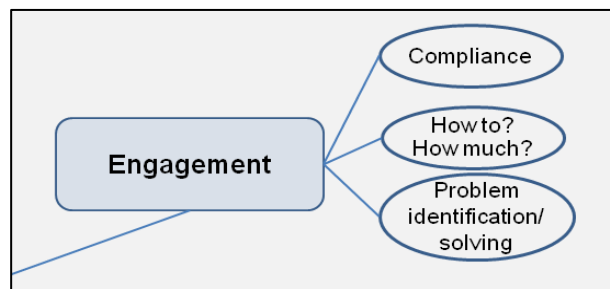 Compliance
How to?
How much?
Engagement
Problem
identification/
solving